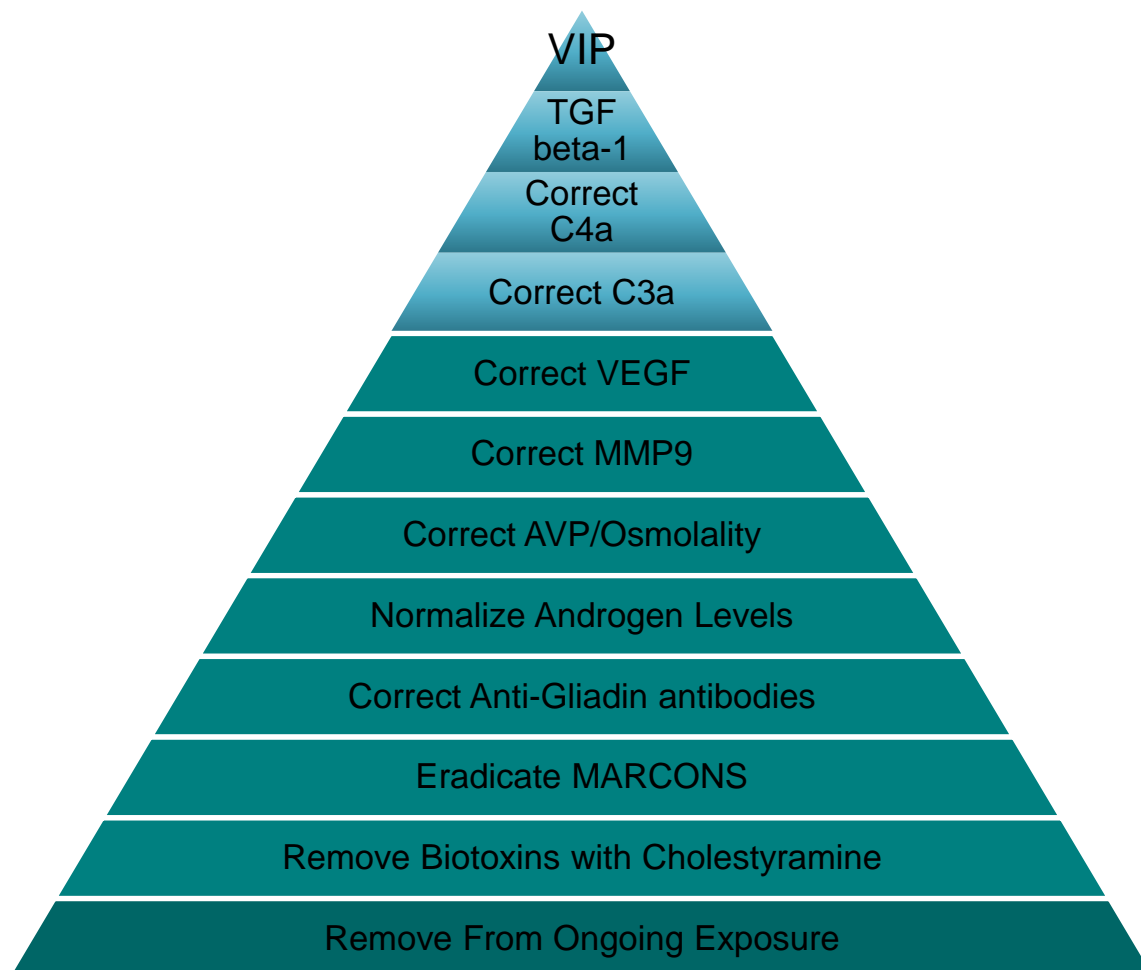 VIP
TGF
beta-1
Correct
C4a
Correct C3a
Correct VEGF
Correct MMP9
Correct AVP/Osmolality
Normalize Androgen Levels
Correct Anti-Gliadin antibodies
Eradicate MARCONS
Remove Biotoxins with Cholestyramine
Remove From Ongoing Exposure